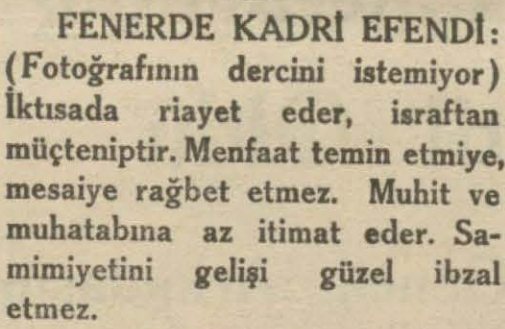 FENERDE KADRİ EFENDİ:
(Fotoğrafının dercini istemiyor)
İktısada riayet eder, israftan
müçteniptir. Menfaat temin etmiye,
mesaiye rağbet etmez. Muhit ve
muhatabına az itimat eder. Sa-
mimiyetini gelişi güzel ibzal
etmez.